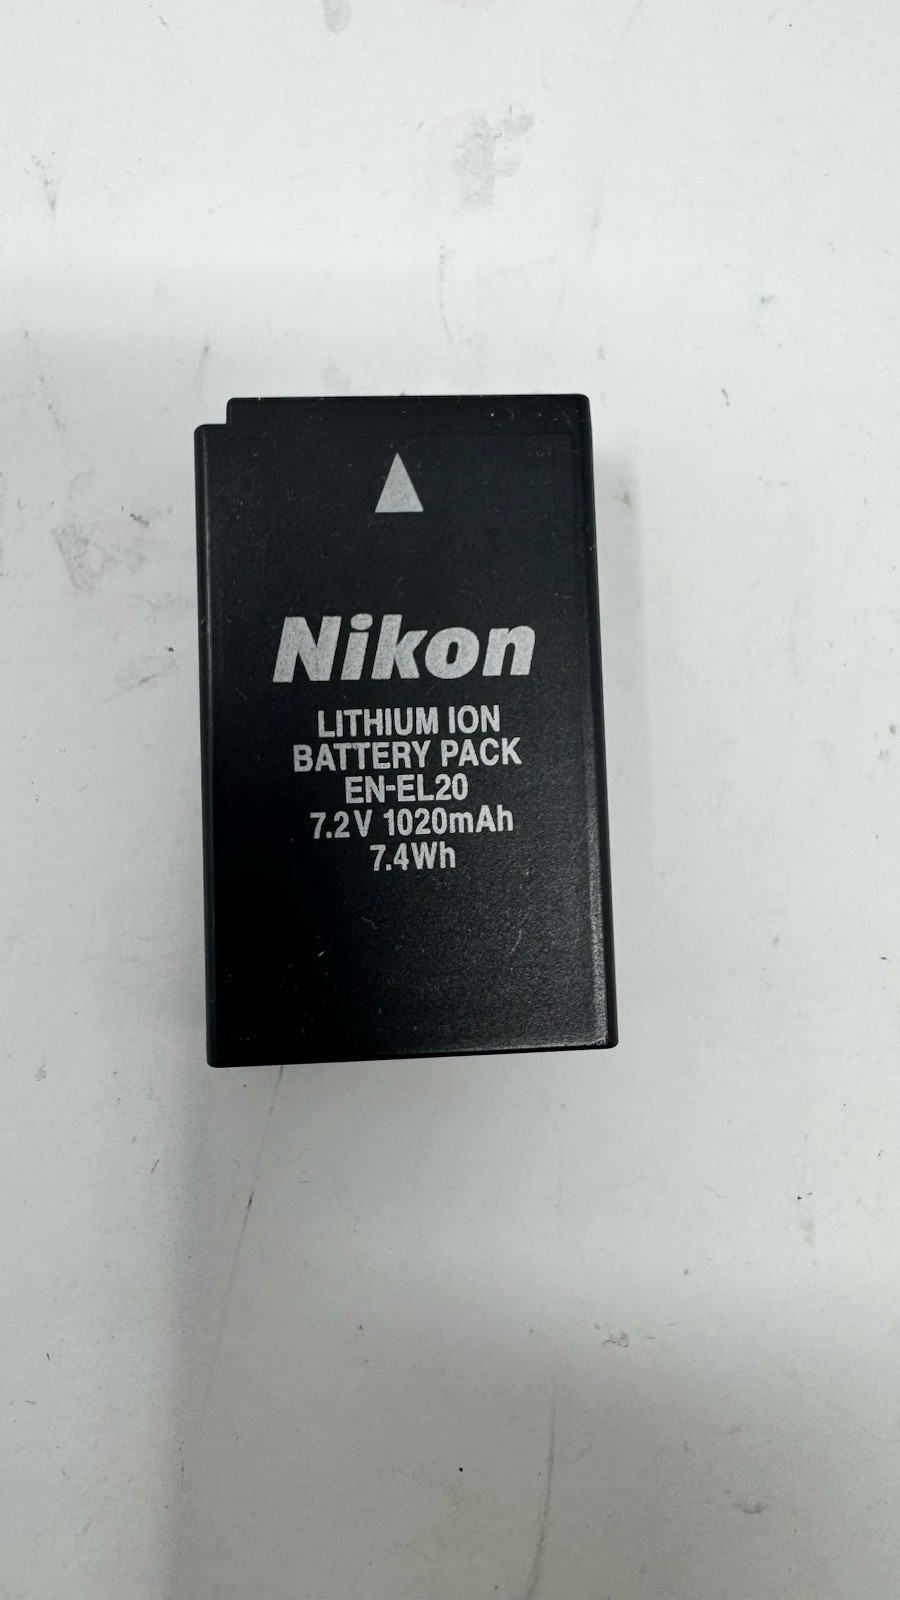 Nikon
LITHIUM ION
BATTERY PACK
EN-EL20
7.2V 1020mAh
7.4Wh